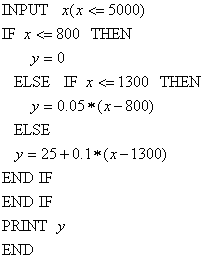 INPUT x(x <= 5000)
IF x <= 800 THEN
y = 0
ELSE IF x <= 1300 THEN
y = 0.05*(x−800)
ELSE
y = 25+0.1*(x−1300)
END IF
END IF
PRINT y
END